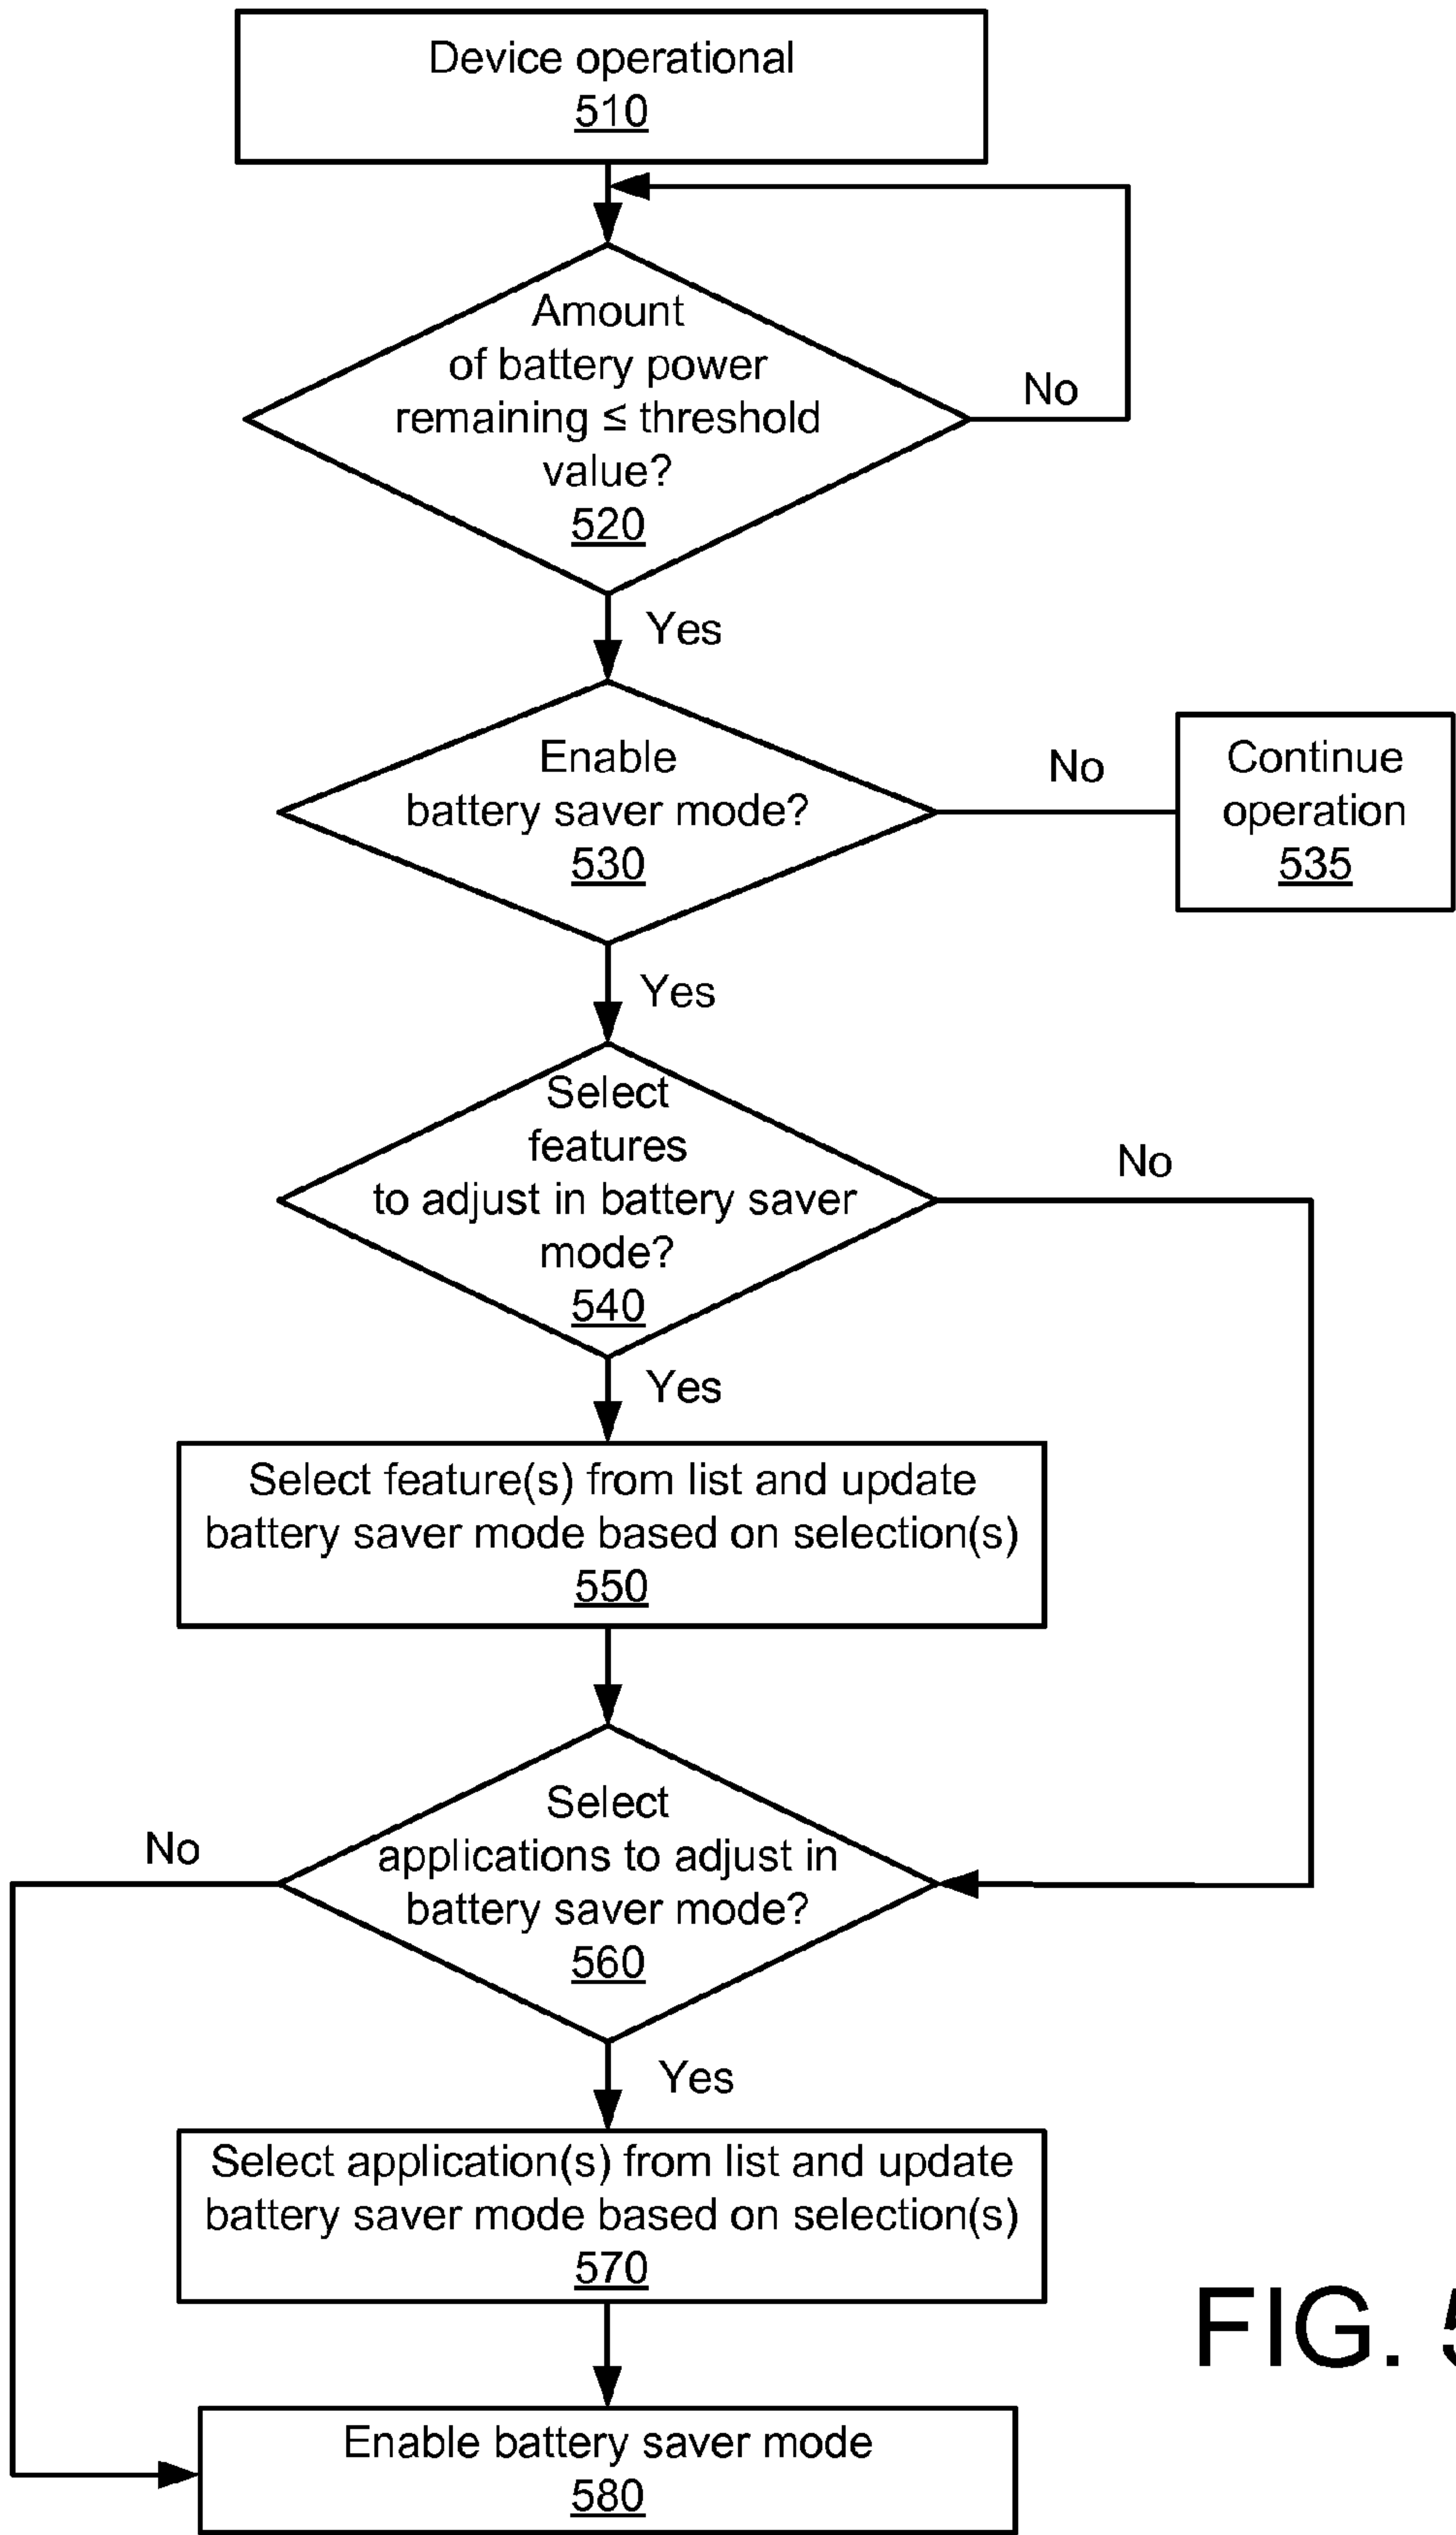 Device operational
510
Amount
of battery power
remaining ≤ threshold
value?
520
No
Yes
Enable
battery saver mode?
530
No
Continue
operation
535
Yes
Select
features
to adjust in battery saver
mode?
540
No
Yes
Select feature(s) from list and update
battery saver mode based on selection(s)
550
Select
applications to adjust in
battery saver mode?
560
No
Yes
Select application(s) from list and update
battery saver mode based on selection(s)
570
FIG. 5
Enable battery saver mode
580